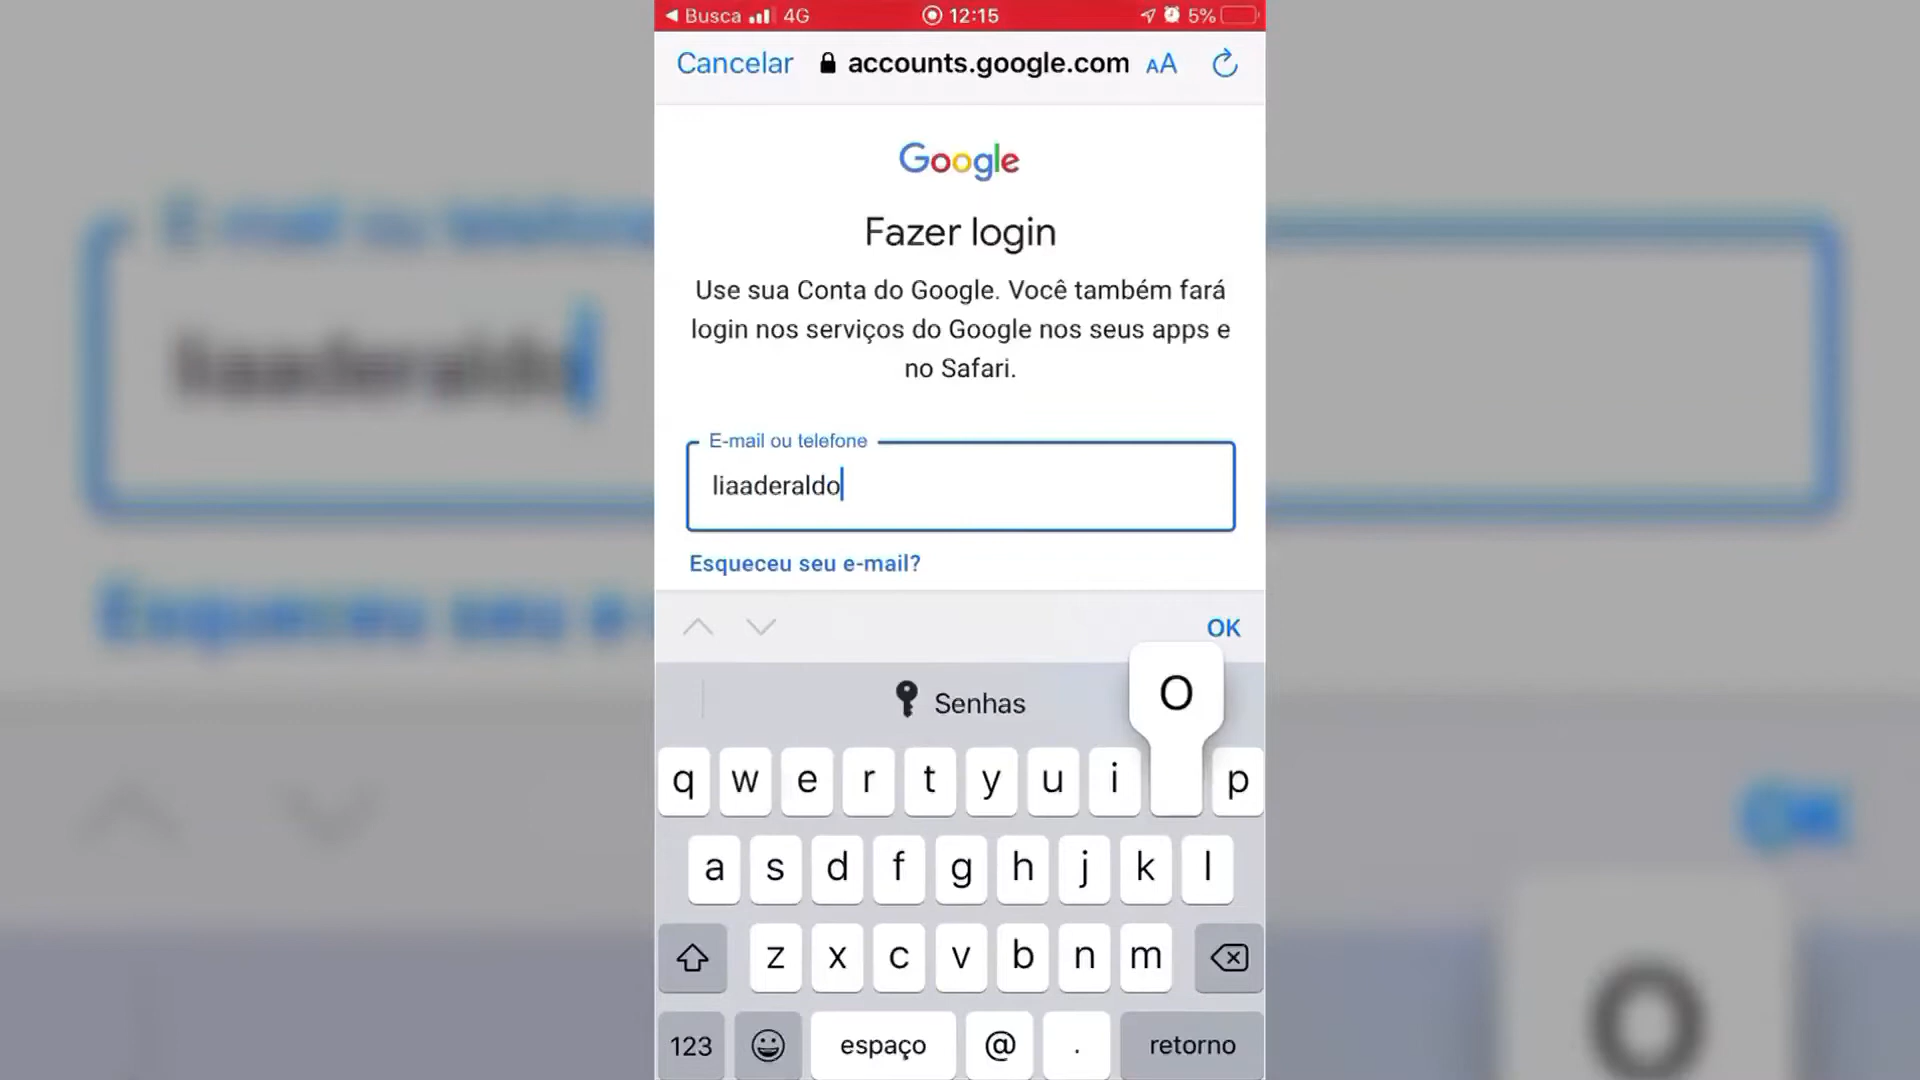 Busca 4G 12:15 5%
Cancelar accounts.google.com AA
Google
Fazer login
Use sua Conta do Google. Você também fará
login nos serviços do Google nos seus apps e
no Safari.
E-mail ou telefone
liaaderaldo
Esqueceu seu e-mail?
OK
Senhas
O
q w e r t y u i p
a s d f g h j k l
z x c v b n m
123 espaço @ . retorno